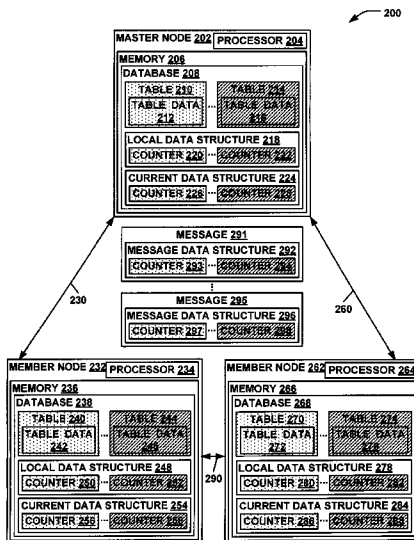 200
MASTER NODE 202 PROCESSOR 204
MEMORY 206
DATABASE 208
TABLE 210 ... TABLE 214
TABLE DATA 212 TABLE DATA 216
LOCAL DATA STRUCTURE 218
COUNTER 220 ... COUNTER 222
CURRENT DATA STRUCTURE 224
COUNTER 226 ... COUNTER 228
MESSAGE 291
MESSAGE DATA STRUCTURE 292
COUNTER 293 ... COUNTER 294
230
260
MESSAGE 295
MESSAGE DATA STRUCTURE 296
COUNTER 297 ... COUNTER 298
MEMBER NODE 232 PROCESSOR 234
MEMORY 236
DATABASE 238
TABLE 240 ... TABLE 244
TABLE DATA 242 TABLE DATA 246
LOCAL DATA STRUCTURE 248
COUNTER 250 ... COUNTER 252
CURRENT DATA STRUCTURE 254
COUNTER 256 ... COUNTER 258
290
MEMBER NODE 262 PROCESSOR 264
MEMORY 266
DATABASE 268
TABLE 270 ... TABLE 274
TABLE DATA 272 TABLE DATA 276
LOCAL DATA STRUCTURE 278
COUNTER 280 ... COUNTER 282
CURRENT DATA STRUCTURE 284
COUNTER 286 ... COUNTER 288